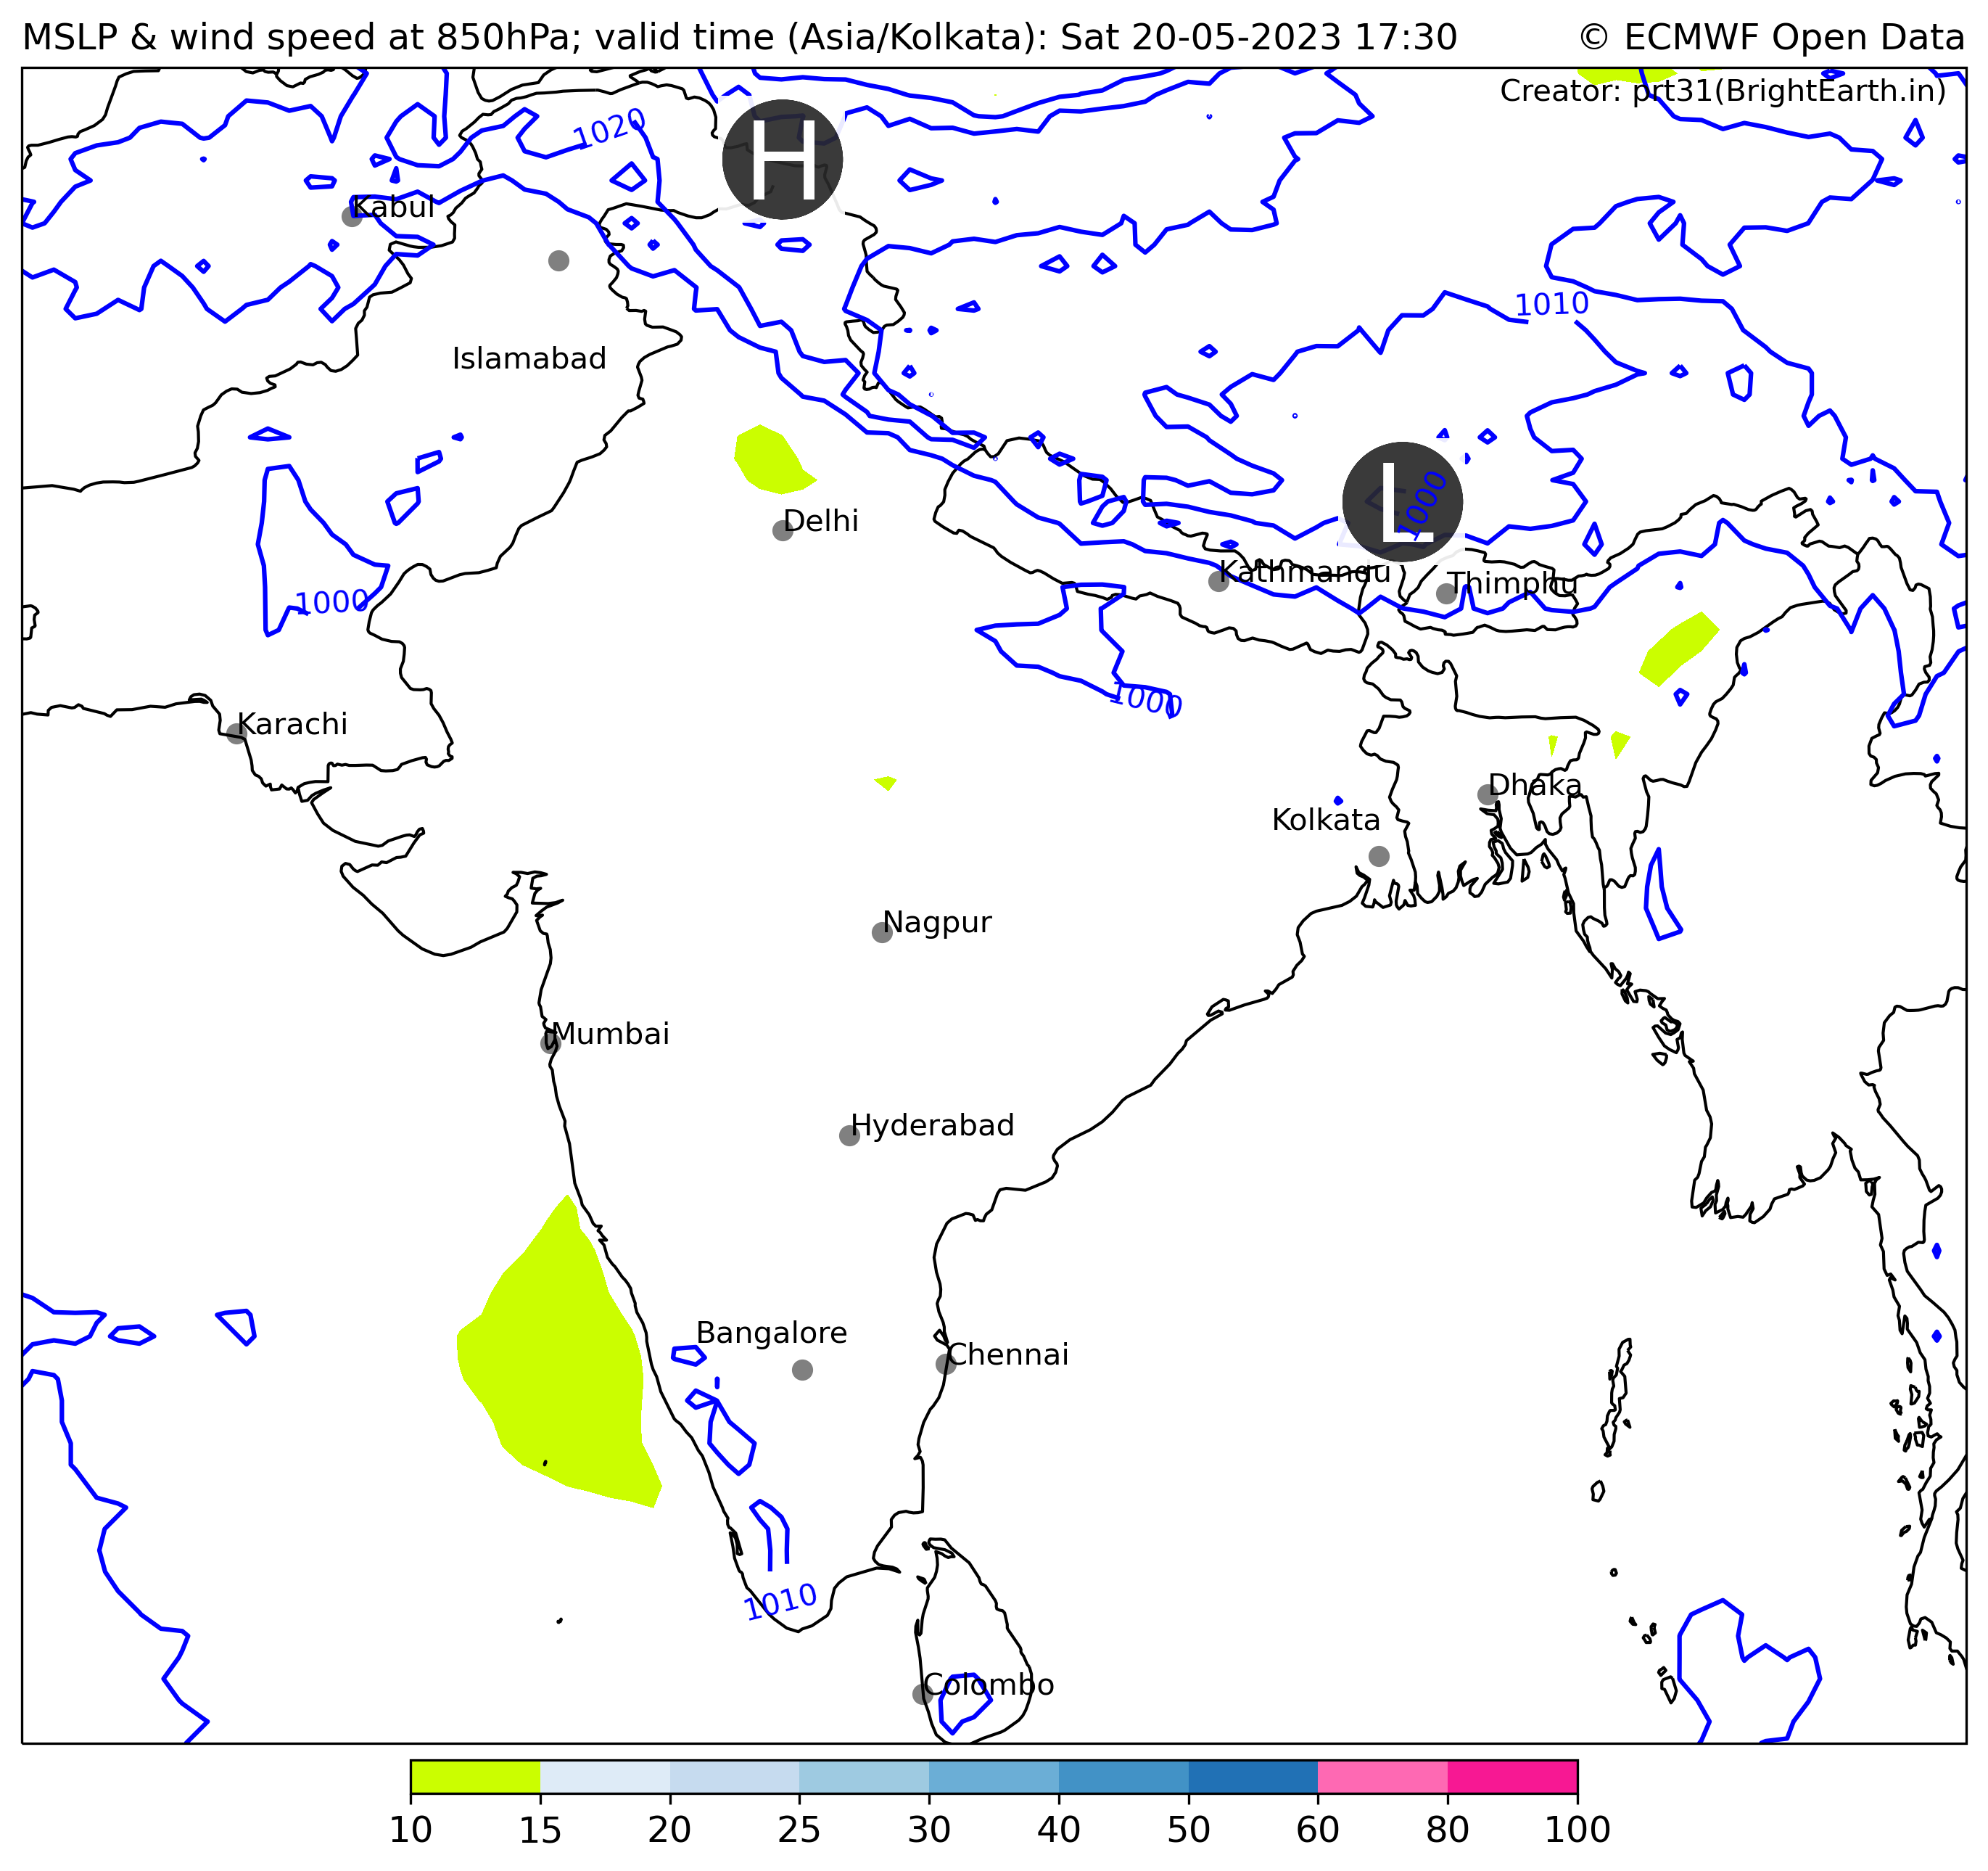 MSLP & wind speed at 850hPa; valid time (Asia/Kolkata): Sat 20-05-2023 17:30
© ECMWF Open Data
Creator: prt31(BrightEarth.in)
1020
H
Kabul
1010
Islamabad
L
1000
Delhi
Kathmandu
Thimphu
1000
1000
Karachi
Dhaka
Kolkata
Nagpur
Mumbai
Hyderabad
Bangalore
Chennai
1010
Colombo
10 15 20 25 30 40 50 60 80 100